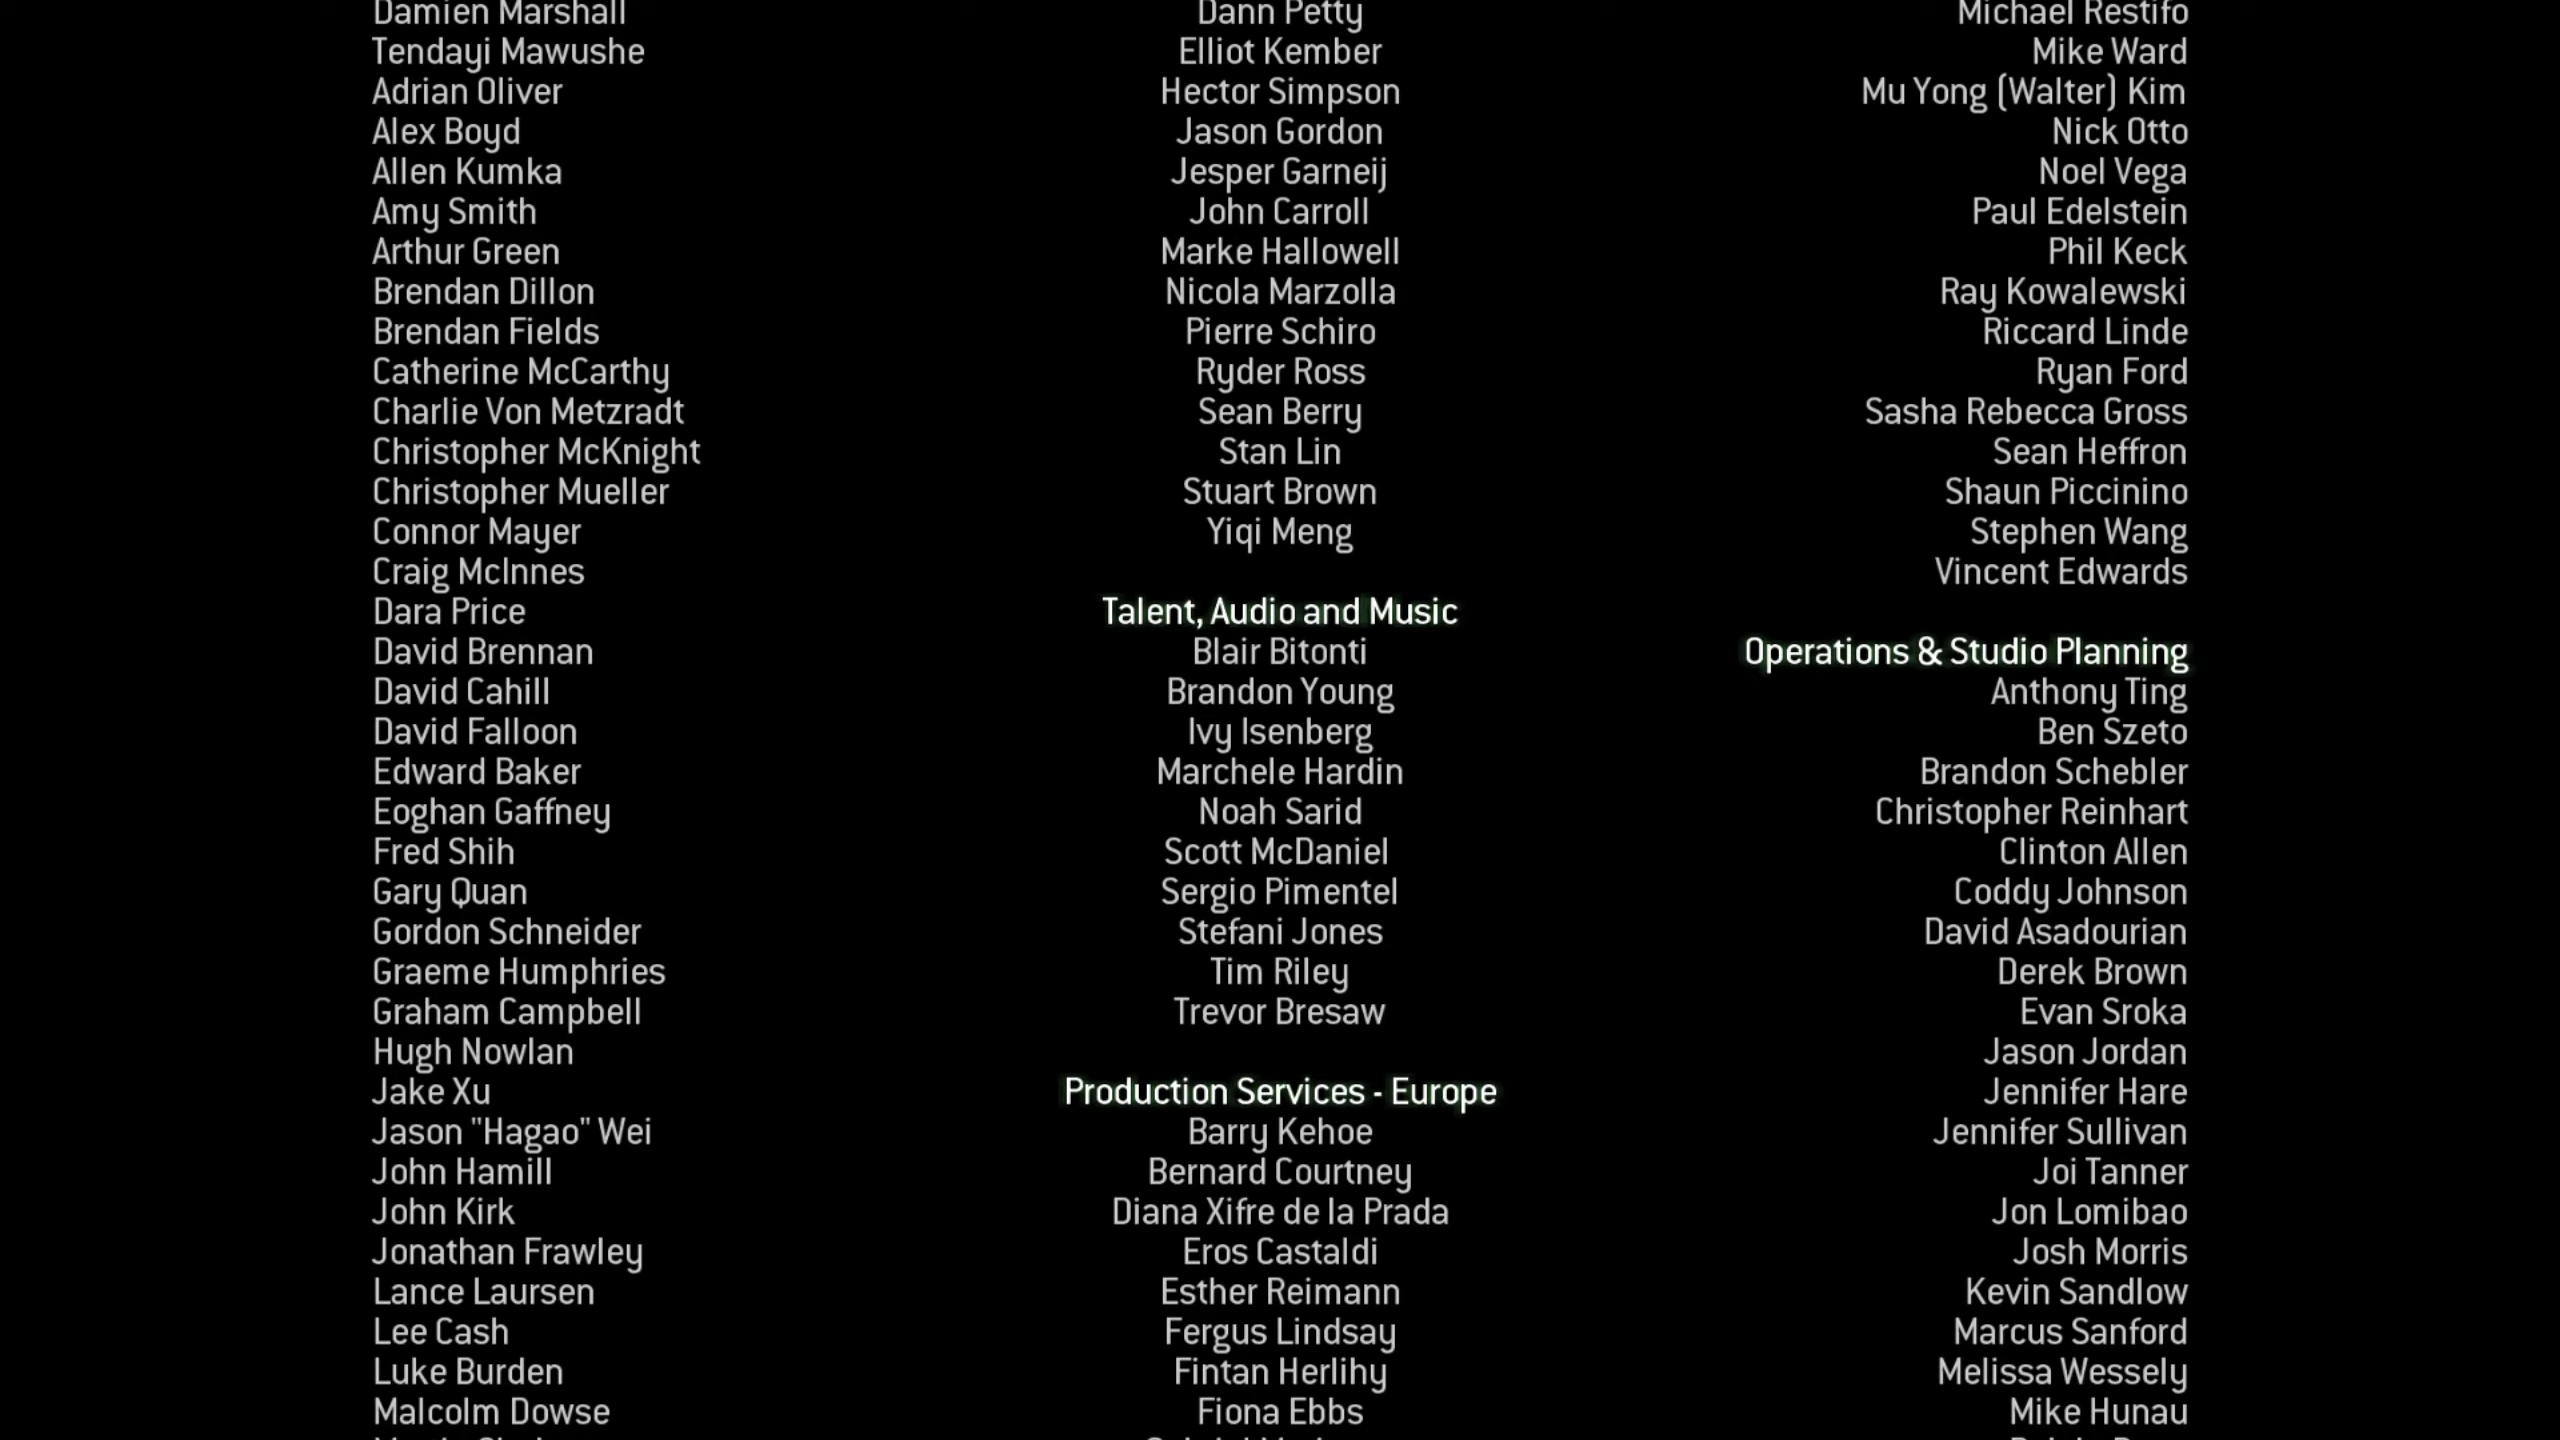 Damien Marshall
Tendayi Mawushe
Adrian Oliver
Alex Boyd
Allen Kumka
Amy Smith
Arthur Green
Brendan Dillon
Brendan Fields
Catherine McCarthy
Charlie Von Metzradt
Christopher McKnight
Christopher Mueller
Connor Mayer
Craig McInnes
Dara Price
David Brennan
David Cahill
David Falloon
Edward Baker
Eoghan Gaffney
Fred Shih
Gary Quan
Gordon Schneider
Graeme Humphries
Graham Campbell
Hugh Nowlan
Jake Xu
Jason "Hagao" Wei
John Hamill
John Kirk
Jonathan Frawley
Lance Laursen
Lee Cash
Luke Burden
Malcolm Dowse
Dann Petty
Elliot Kember
Hector Simpson
Jason Gordon
Jesper Garneij
John Carroll
Marke Hallowell
Nicola Marzolla
Pierre Schiro
Ryder Ross
Sean Berry
Stan Lin
Stuart Brown
Yiqi Meng
Talent, Audio and Music
Blair Bitonti
Brandon Young
Ivy Isenberg
Marchele Hardin
Noah Sarid
Scott McDaniel
Sergio Pimentel
Stefani Jones
Tim Riley
Trevor Bresaw
Production Services - Europe
Barry Kehoe
Bernard Courtney
Diana Xifre de la Prada
Eros Castaldi
Esther Reimann
Fergus Lindsay
Fintan Herlihy
Fiona Ebbs
Michael Restifo
Mike Ward
Mu Yong (Walter) Kim
Nick Otto
Noel Vega
Paul Edelstein
Phil Keck
Ray Kowalewski
Riccard Linde
Ryan Ford
Sasha Rebecca Gross
Sean Heffron
Shaun Piccinino
Stephen Wang
Vincent Edwards
Operations & Studio Planning
Anthony Ting
Ben Szeto
Brandon Schebler
Christopher Reinhart
Clinton Allen
Coddy Johnson
David Asadourian
Derek Brown
Evan Sroka
Jason Jordan
Jennifer Hare
Jennifer Sullivan
Joi Tanner
Jon Lomibao
Josh Morris
Kevin Sandlow
Marcus Sanford
Melissa Wessely
Mike Hunau